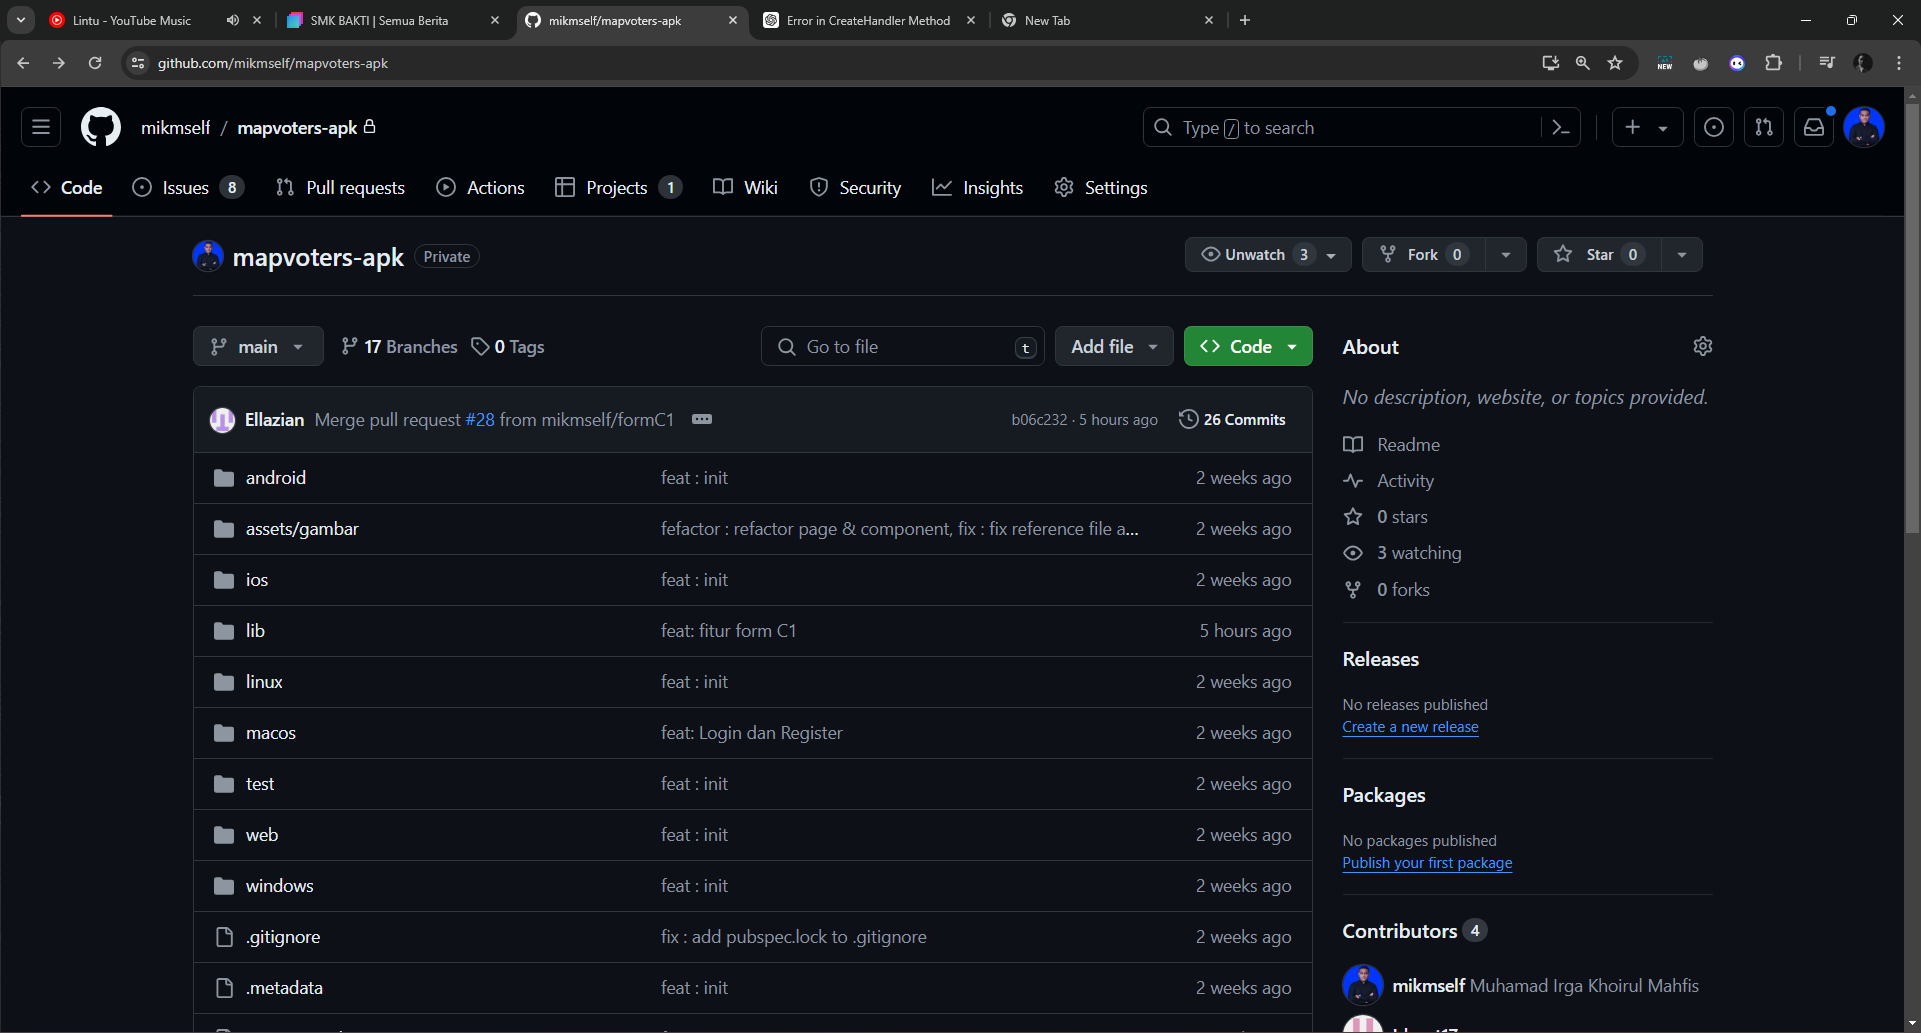 Lintu - YouTube Music
SMK BAKTI | Semua Berita
mikmself/mapvoters-apk
Error in CreateHandler Method
New Tab
github.com/mikmself/mapvoters-apk
NEW
mikmself / mapvoters-apk
Type / to search
Code
Issues 8
Pull requests
Actions
Projects 1
Wiki
Security
Insights
Settings
mapvoters-apk Private
Unwatch 3
Fork 0
Star 0
main
17 Branches
0 Tags
Go to file t
Add file
Code
Ellazian Merge pull request #28 from mikmself/formC1
b06c232 · 5 hours ago
26 Commits
android feat : init 2 weeks ago
assets/gambar fefactor : refactor page & component, fix : fix reference file a... 2 weeks ago
ios feat : init 2 weeks ago
lib feat: fitur form C1 5 hours ago
linux feat : init 2 weeks ago
macos feat: Login dan Register 2 weeks ago
test feat : init 2 weeks ago
web feat : init 2 weeks ago
windows feat : init 2 weeks ago
.gitignore fix : add pubspec.lock to .gitignore 2 weeks ago
.metadata feat : init 2 weeks ago
About
No description, website, or topics provided.
Readme
Activity
0 stars
3 watching
0 forks
Releases
No releases published
Create a new release
Packages
No packages published
Publish your first package
Contributors 4
mikmself Muhamad Irga Khoirul Mahfis